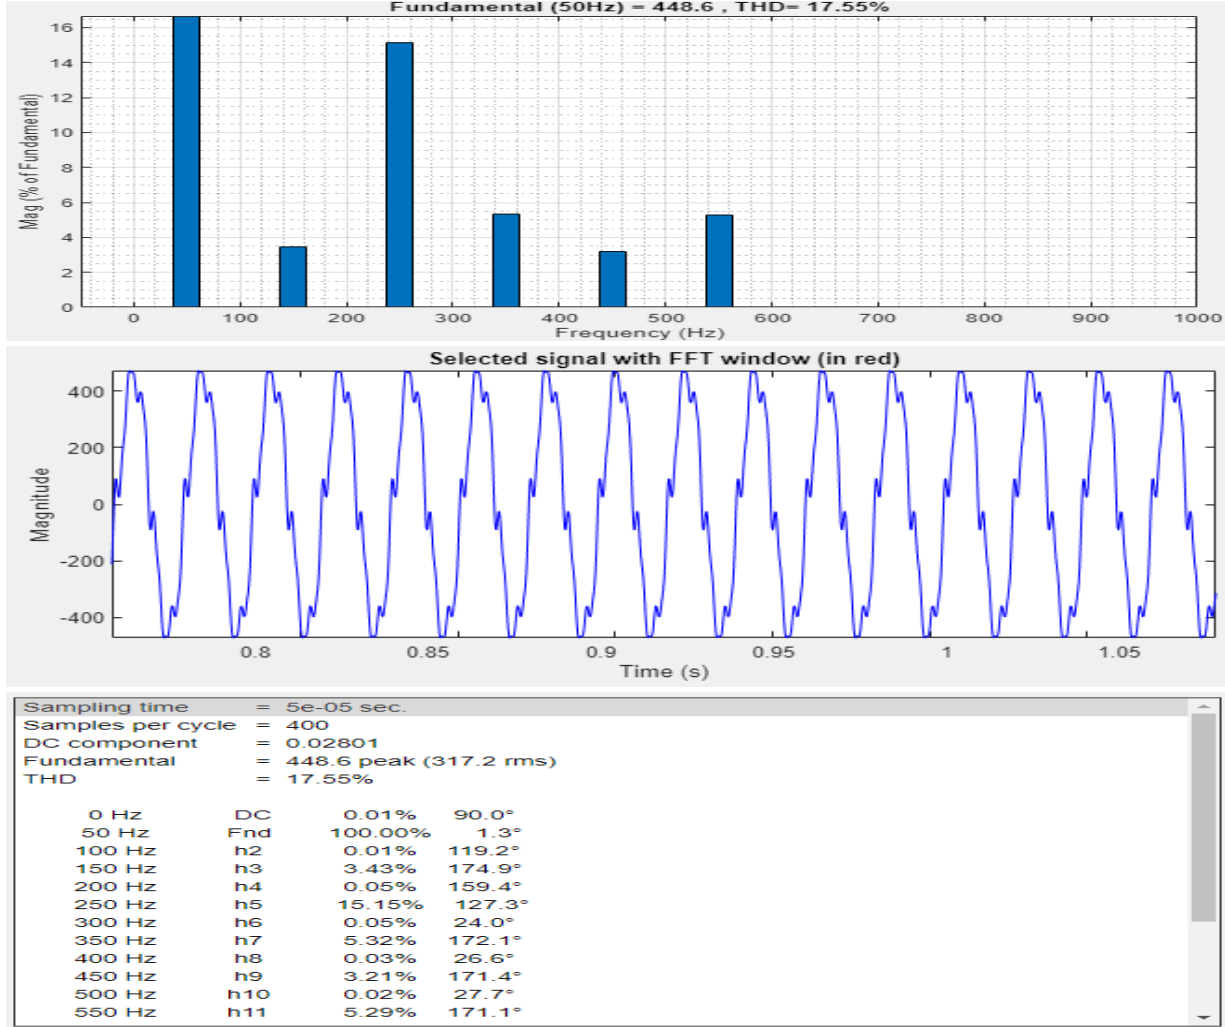 Fundamental (50Hz) = 448.6 , THD= 17.55%
16
14
12
10
8
6
4
2
0
Mag (% of Fundamental)
0 100 200 300 400 500 600 700 800 900 1000
Frequency (Hz)
Selected signal with FFT window (in red)
400
200
0
-200
-400
Magnitude
0.8 0.85 0.9 0.95 1 1.05
Time (s)
Sampling time = 5e-05 sec.
Samples per cycle = 400
DC component = 0.02801
Fundamental = 448.6 peak (317.2 rms)
THD = 17.55%
0 Hz DC 0.01% 90.0°
50 Hz Fnd 100.00% 1.3°
100 Hz h2 0.01% 119.2°
150 Hz h3 3.43% 174.9°
200 Hz h4 0.05% 159.4°
250 Hz h5 15.15% 127.3°
300 Hz h6 0.05% 24.0°
350 Hz h7 5.32% 172.1°
400 Hz h8 0.03% 26.6°
450 Hz h9 3.21% 171.4°
500 Hz h10 0.02% 27.7°
550 Hz h11 5.29% 171.1°